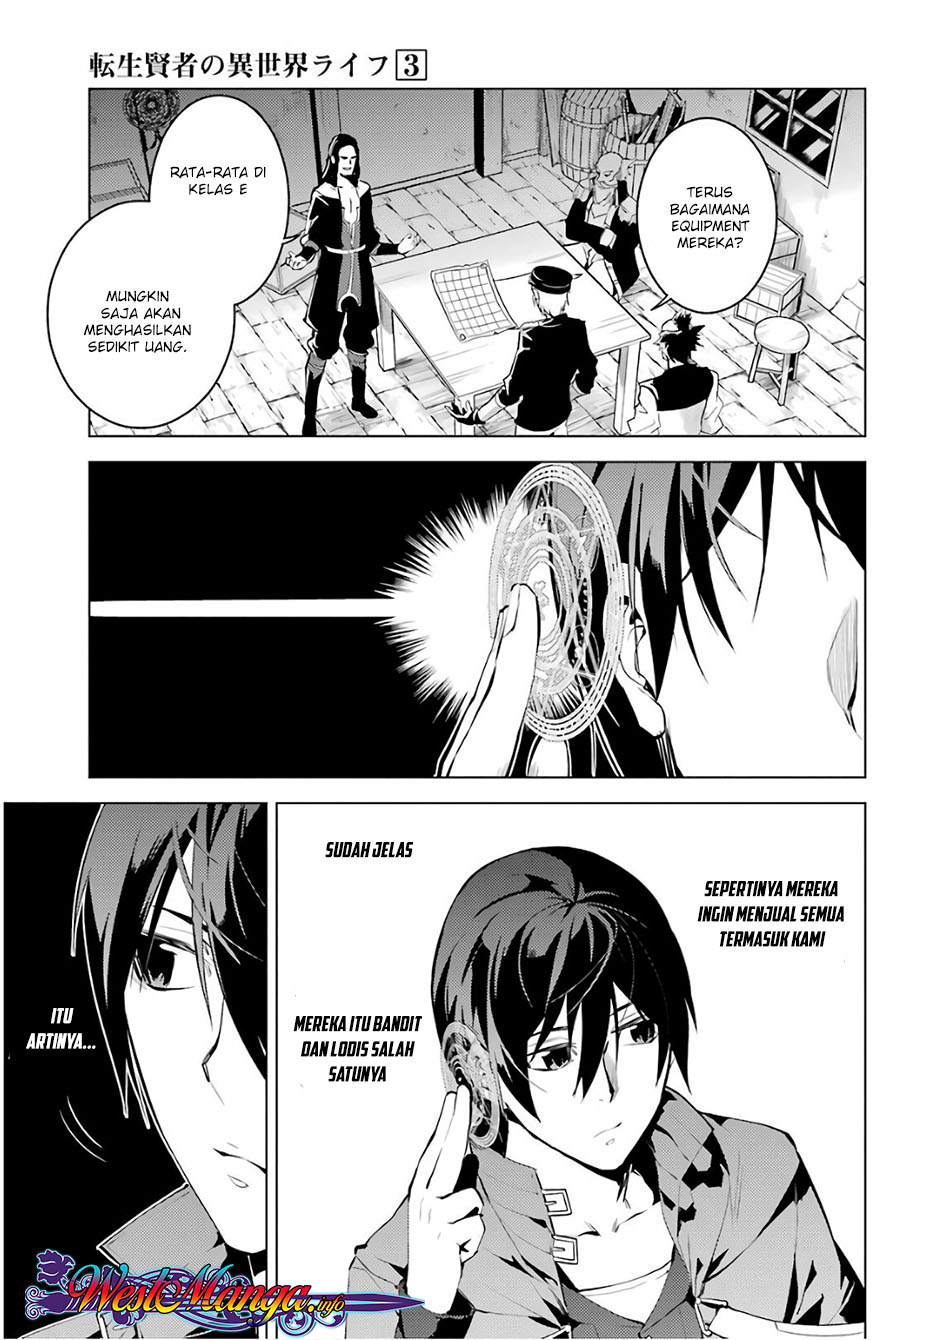 転生賢者の異世界ライフ 3
TERUS
BAGAIMANA
EQUIPMENT
MEREKA?
RATA-RATA DI
KELAS E
MUNGKIN
SAJA AKAN
MENGHASILKAN
SEDIKIT UANG.
SEPERTINYA MEREKA
INGIN MENJUAL SEMUA
TERMASUK KAMI
SUDAH JELAS
MEREKA ITU BANDIT
DAN LODIS SALAH
SATUNYA
ITU
ARTINYA...
WESTMANGA.info